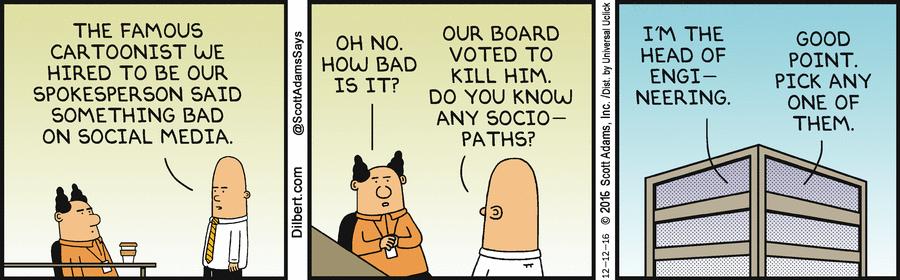 THE FAMOUS
CARTOONIST WE
HIRED TO BE OUR
SPOKESPERSON SAID
SOMETHING BAD
ON SOCIAL MEDIA.
Dilbert.com @ScottAdamsSays
OH NO.
HOW BAD
IS IT?
OUR BOARD
VOTED TO
KILL HIM.
DO YOU KNOW
ANY SOCIO–
PATHS?
12-12-16 © 2016 Scott Adams, Inc. /Dist. by Universal Uclick
I'M THE
HEAD OF
ENGI–
NEERING.
GOOD
POINT.
PICK ANY
ONE OF
THEM.